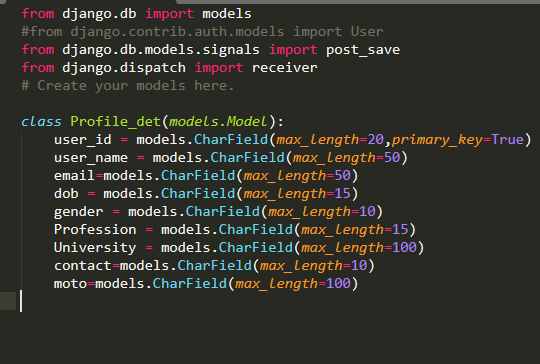 from django.db import models
#from django.contrib.auth.models import User
from django.db.models.signals import post_save
from django.dispatch import receiver
# Create your models here.
class Profile_det(models.Model):
    user_id = models.CharField(max_length=20,primary_key=True)
    user_name = models.CharField(max_length=50)
    email=models.CharField(max_length=50)
    dob = models.CharField(max_length=15)
    gender = models.CharField(max_length=10)
    Profession = models.CharField(max_length=15)
    University = models.CharField(max_length=100)
    contact=models.CharField(max_length=10)
    moto=models.CharField(max_length=100)